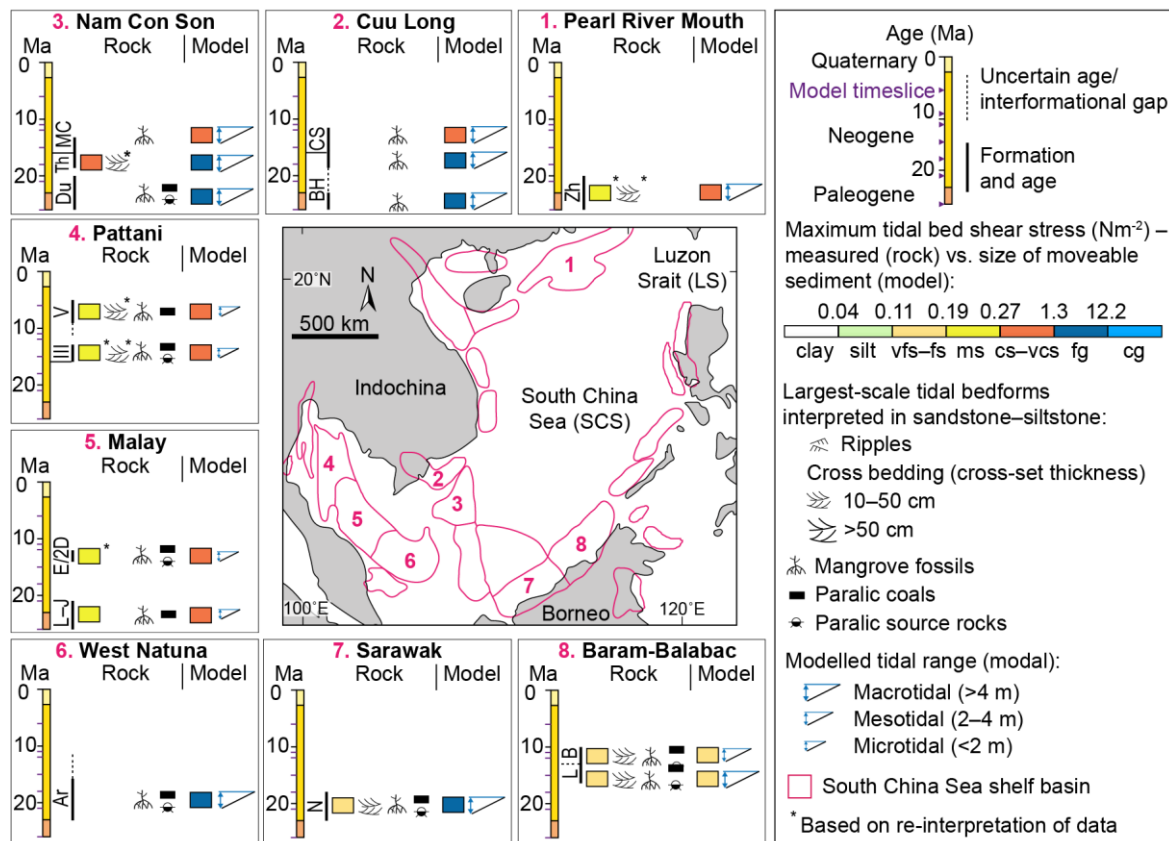 3. Nam Con Son
Ma Rock Model
0
10
20
MC
Th
Du
*
2. Cuu Long
Ma Rock Model
0
10
20
CS
BH
1. Pearl River Mouth
Ma Rock Model
0
10
20
Zh
* *
4. Pattani
Ma Rock Model
0
10
20
V
III
*
* *
5. Malay
Ma Rock Model
0
10
20
E/2D
L–J
*
6. West Natuna
Ma Rock Model
0
10
20
Ar
7. Sarawak
Ma Rock Model
0
10
20
N
8. Baram-Balabac
Ma Rock Model
0
10
20
B
L
20˚N
N
500 km
Indochina
South China
Sea (SCS)
Luzon
Srait (LS)
Borneo
100˚E
120˚E
1
2
3
4
5
6
7
8
Age (Ma)
Quaternary 0
Model timeslice
10
Neogene
20
Paleogene
Uncertain age/
interformational gap
Formation
and age
Maximum tidal bed shear stress (Nm-2) –
measured (rock) vs. size of moveable
sediment (model):
0.04 0.11 0.19 0.27 1.3 12.2
clay silt vfs–fs ms cs–vcs fg cg
Largest-scale tidal bedforms
interpreted in sandstone–siltstone:
Ripples
Cross bedding (cross-set thickness)
10–50 cm
>50 cm
Mangrove fossils
Paralic coals
Paralic source rocks
Modelled tidal range (modal):
Macrotidal (>4 m)
Mesotidal (2–4 m)
Microtidal (<2 m)
South China Sea shelf basin
* Based on re-interpretation of data